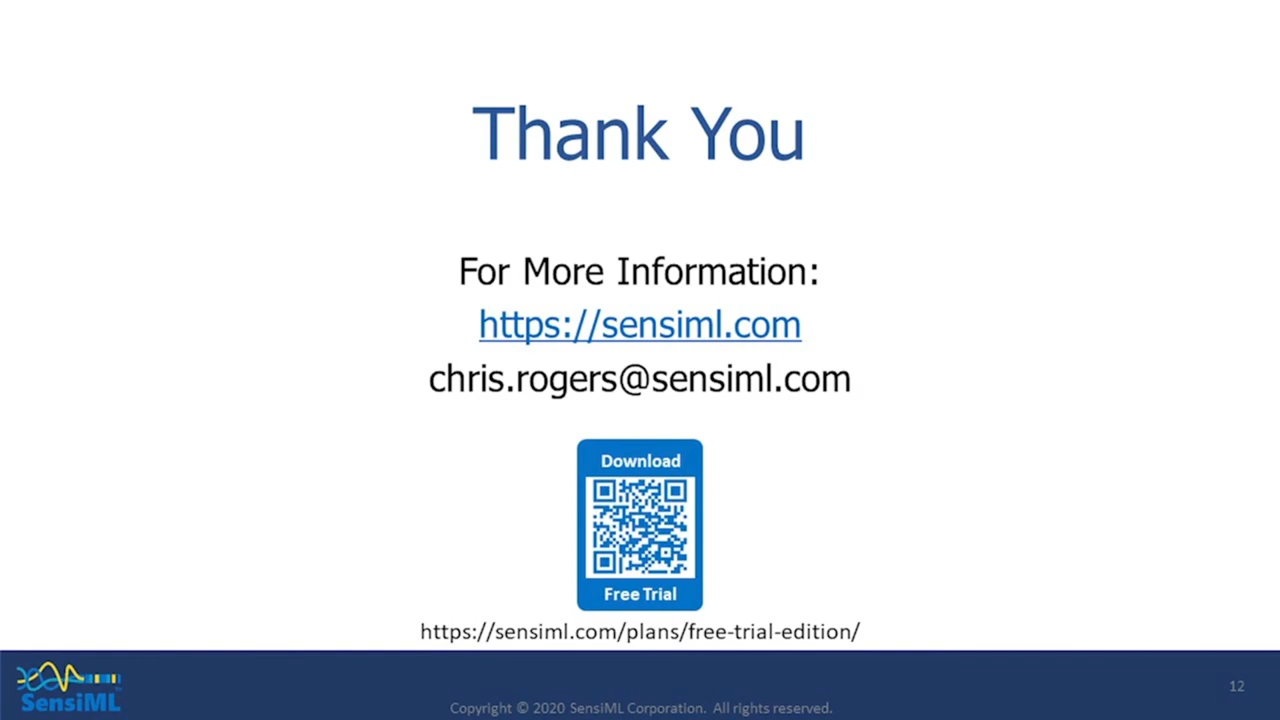 Thank You
For More Information:
https://sensiml.com
chris.rogers@sensiml.com
Download
Free Trial
https://sensiml.com/plans/free-trial-edition/
SensiML
Copyright © 2020 SensiML Corporation. All rights reserved.
12